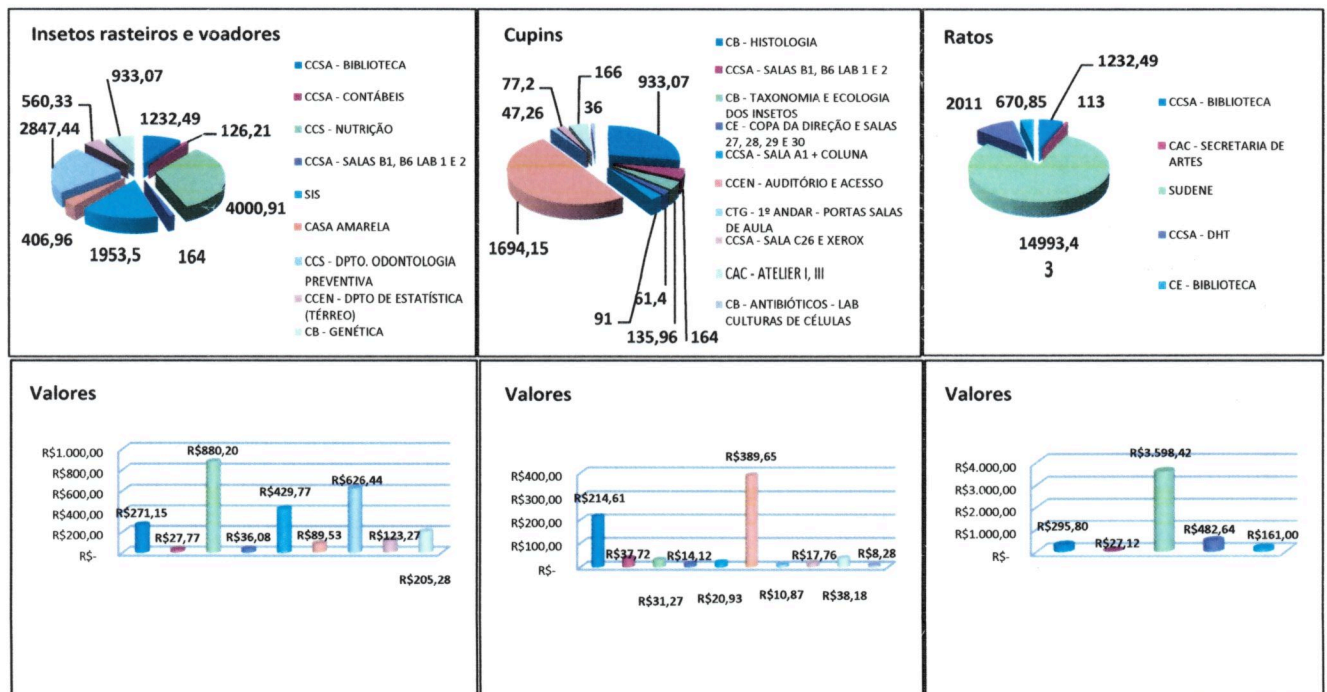 Insetos rasteiros e voadores
933,07
560,33
2847,44
1232,49
126,21
4000,91
164
1953,5
406,96
CCSA - BIBLIOTECA
CCSA - CONTÁBEIS
CCS - NUTRIÇÃO
CCSA - SALAS B1, B6 LAB 1 E 2
SIS
CASA AMARELA
CCS - DPTO. ODONTOLOGIA
PREVENTIVA
CCEN - DPTO DE ESTATÍSTICA
(TÉRREO)
CB - GENÉTICA
Cupins
166
933,07
77,2
36
47,26
1694,15
61,4
91
135,96
164
CB - HISTOLOGIA
CCSA - SALAS B1, B6 LAB 1 E 2
CB - TAXONOMIA E ECOLOGIA
DOS INSETOS
CE - COPA DA DIREÇÃO E SALAS
27, 28, 29 E 30
CCSA - SALA A1 + COLUNA
CCEN - AUDITÓRIO E ACESSO
CTG - 1º ANDAR - PORTAS SALAS
DE AULA
CCSA - SALA C26 E XEROX
CAC - ATELIER I, III
CB - ANTIBIÓTICOS - LAB
CULTURAS DE CÉLULAS
Ratos
1232,49
2011
670,85
113
14993,4
3
CCSA - BIBLIOTECA
CAC - SECRETARIA DE
ARTES
SUDENE
CCSA - DHT
CE - BIBLIOTECA
Valores
R$1.000,00
R$800,00
R$600,00
R$400,00
R$200,00
R$-
R$271,15
R$27,77
R$880,20
R$36,08
R$429,77
R$89,53
R$626,44
R$123,27
R$205,28
Valores
R$400,00
R$300,00
R$200,00
R$100,00
R$-
R$214,61
R$37,72
R$31,27
R$14,12
R$20,93
R$389,65
R$10,87
R$17,76
R$38,18
R$8,28
Valores
R$4.000,00
R$3.000,00
R$2.000,00
R$1.000,00
R$-
R$295,80
R$27,12
R$3.598,42
R$482,64
R$161,00